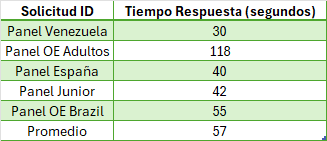 Solicitud ID Tiempo Respuesta (segundos)
Panel Venezuela 30
Panel OE Adultos 118
Panel España 40
Panel Junior 42
Panel OE Brazil 55
Promedio 57